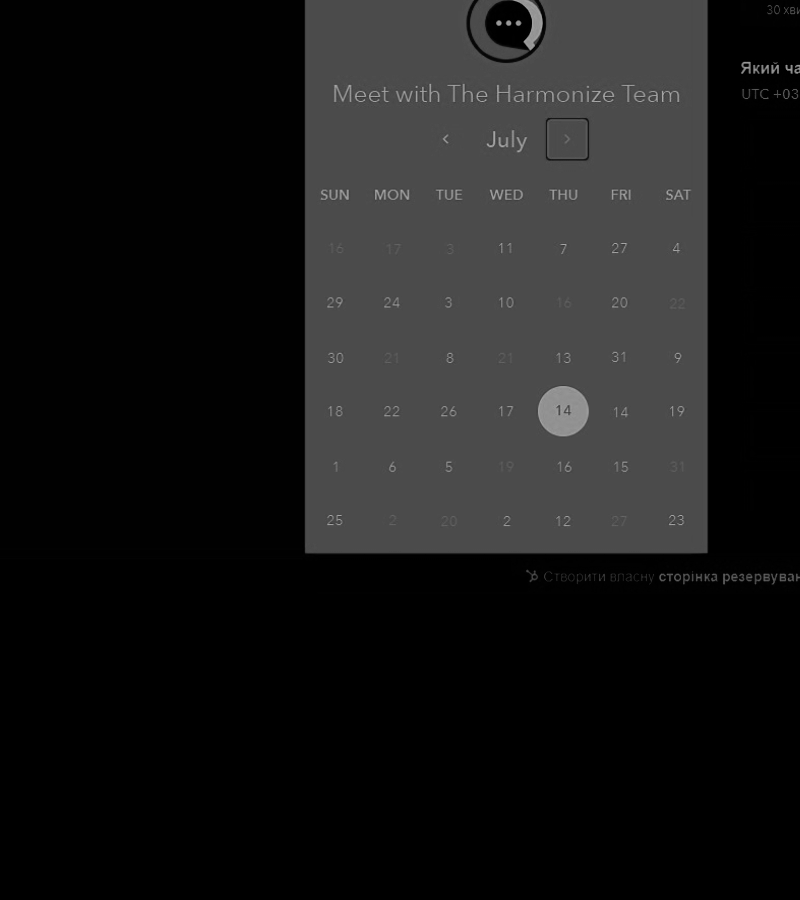 30 хви
Який ча
UTC +03
Meet with The Harmonize Team
July
SUN MON TUE WED THU FRI SAT
16 17 3 11 7 27 4
29 24 3 10 16 20 22
30 21 8 21 13 31 9
18 22 26 17 14 14 19
1 6 5 19 16 15 31
25 2 20 2 12 27 23
Створити власну сторінка резервуван